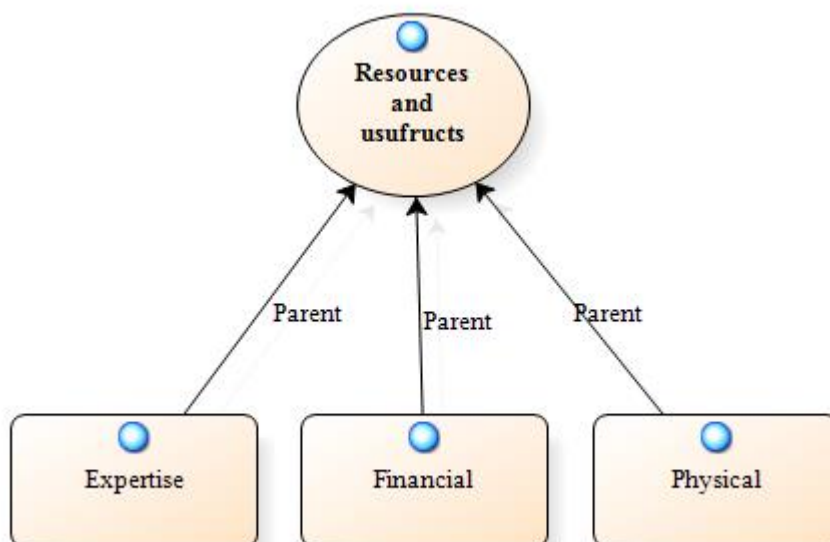 Resources
and
usufructs
Parent
Parent
Parent
Expertise
Financial
Physical